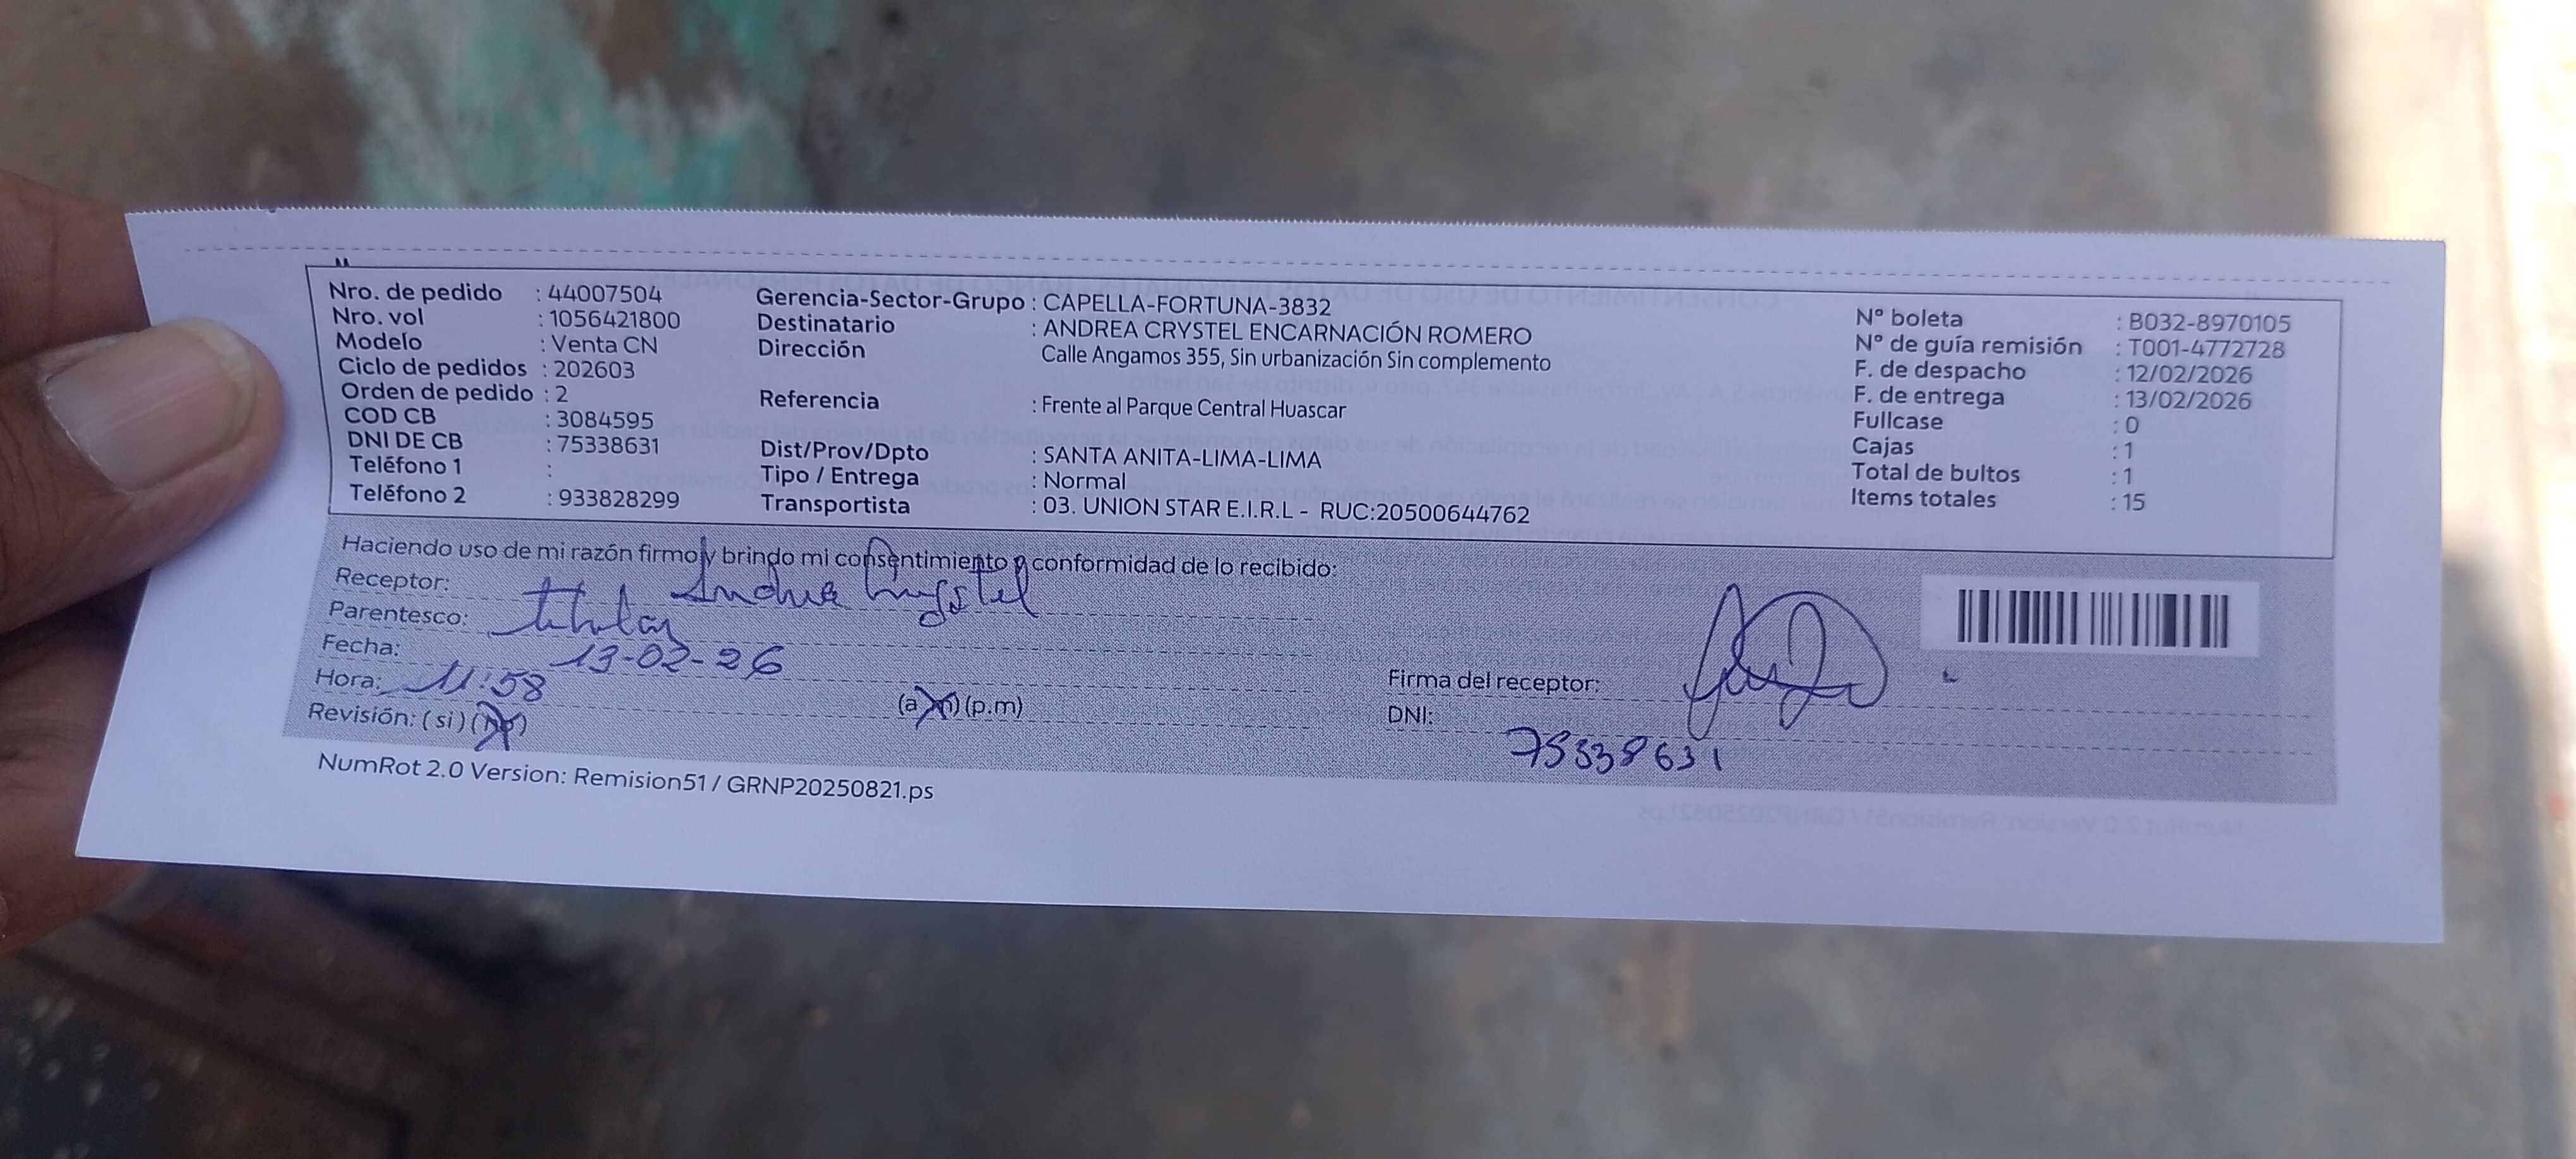 Nro. de pedido : 44007504
Nro. vol : 1056421800
Modelo : Venta CN
Ciclo de pedidos : 202603
Orden de pedido : 2
COD CB : 3084595
DNI DE CB : 75338631
Teléfono 1 :
Teléfono 2 : 933828299
Gerencia-Sector-Grupo : CAPELLA-FORTUNA-3832
Destinatario : ANDREA CRYSTEL ENCARNACIÓN ROMERO
Dirección Calle Angamos 355, Sin urbanización Sin complemento
Referencia : Frente al Parque Central Huascar
Dist/Prov/Dpto : SANTA ANITA-LIMA-LIMA
Tipo / Entrega : Normal
Transportista : 03. UNION STAR E.I.R.L - RUC:20500644762
N° boleta : B032-8970105
N° de guía remisión : T001-4772728
F. de despacho : 12/02/2026
F. de entrega : 13/02/2026
Fullcase : 0
Cajas : 1
Total de bultos : 1
Items totales : 15
Haciendo uso de mi razón firmo y brindo mi consentimiento y conformidad de lo recibido:
Receptor: Andrea Crystel
Parentesco: titular
Fecha: 13-02-26
Hora: 11:58 (a.m) (p.m)
Revisión: (si) (no)
Firma del receptor:
DNI: 75338631
NumRot 2.0 Version: Remision51 / GRNP20250821.ps